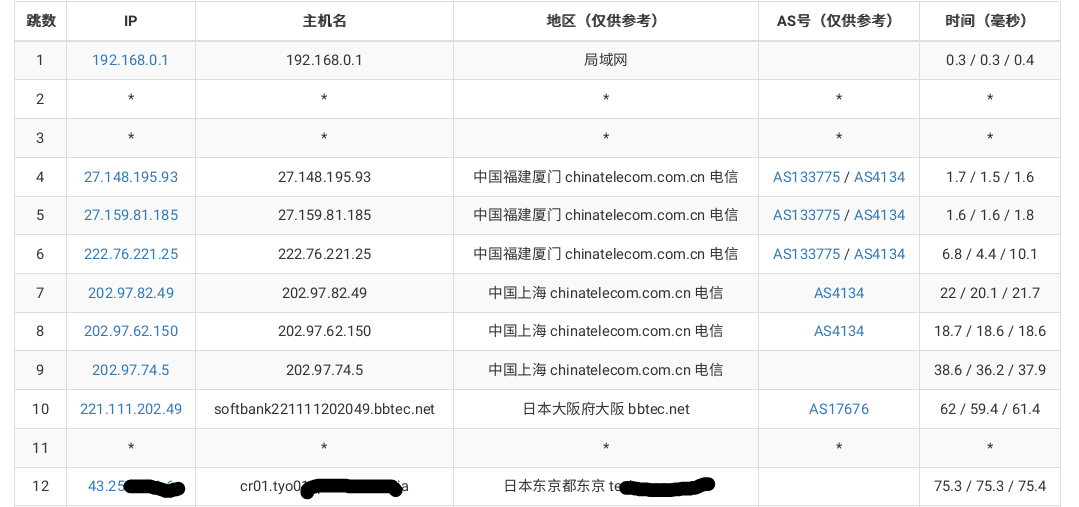 跳数 IP 主机名 地区（仅供参考） AS号（仅供参考） 时间（毫秒）
1 192.168.0.1 192.168.0.1 局域网 0.3 / 0.3 / 0.4
2 * * * * *
3 * * * * *
4 27.148.195.93 27.148.195.93 中国福建厦门 chinatelecom.com.cn 电信 AS133775 / AS4134 1.7 / 1.5 / 1.6
5 27.159.81.185 27.159.81.185 中国福建厦门 chinatelecom.com.cn 电信 AS133775 / AS4134 1.6 / 1.6 / 1.8
6 222.76.221.25 222.76.221.25 中国福建厦门 chinatelecom.com.cn 电信 AS133775 / AS4134 6.8 / 4.4 / 10.1
7 202.97.82.49 202.97.82.49 中国上海 chinatelecom.com.cn 电信 AS4134 22 / 20.1 / 21.7
8 202.97.62.150 202.97.62.150 中国上海 chinatelecom.com.cn 电信 AS4134 18.7 / 18.6 / 18.6
9 202.97.74.5 202.97.74.5 中国上海 chinatelecom.com.cn 电信 38.6 / 36.2 / 37.9
10 221.111.202.49 softbank221111202049.bbtec.net 日本大阪府大阪 bbtec.net AS17676 62 / 59.4 / 61.4
11 * * * * *
12 日本东京都东京 75.3 / 75.3 / 75.4